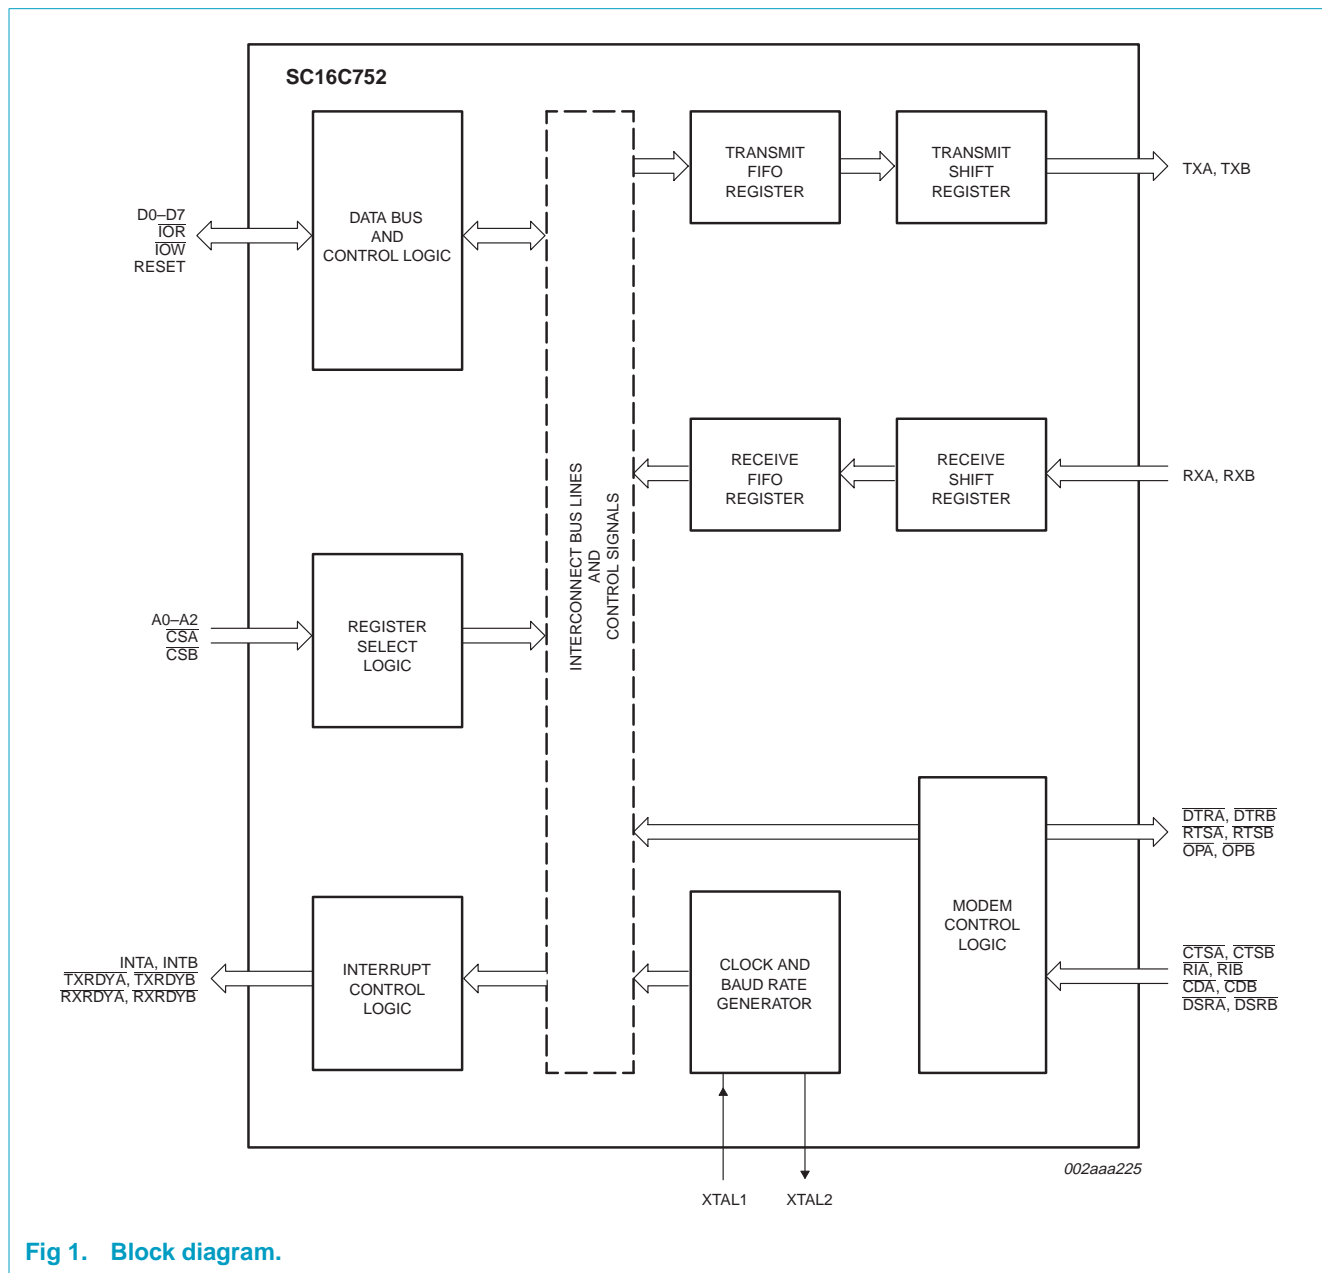 SC16C752
D0–D7
IOR
IOW
RESET
DATA BUS
AND
CONTROL LOGIC
TRANSMIT
FIFO
REGISTER
TRANSMIT
SHIFT
REGISTER
TXA, TXB
RECEIVE
FIFO
REGISTER
RECEIVE
SHIFT
REGISTER
RXA, RXB
INTERCONNECT BUS LINES
AND
CONTROL SIGNALS
A0–A2
CSA
CSB
REGISTER
SELECT
LOGIC
DTRA, DTRB
RTSA, RTSB
OPA, OPB
MODEM
CONTROL
LOGIC
INTA, INTB
TXRDYA, TXRDYB
RXRDYA, RXRDYB
INTERRUPT
CONTROL
LOGIC
CLOCK AND
BAUD RATE
GENERATOR
CTSA, CTSB
RIA, RIB
CDA, CDB
DSRA, DSRB
XTAL1
XTAL2
002aaa225
Fig 1. Block diagram.